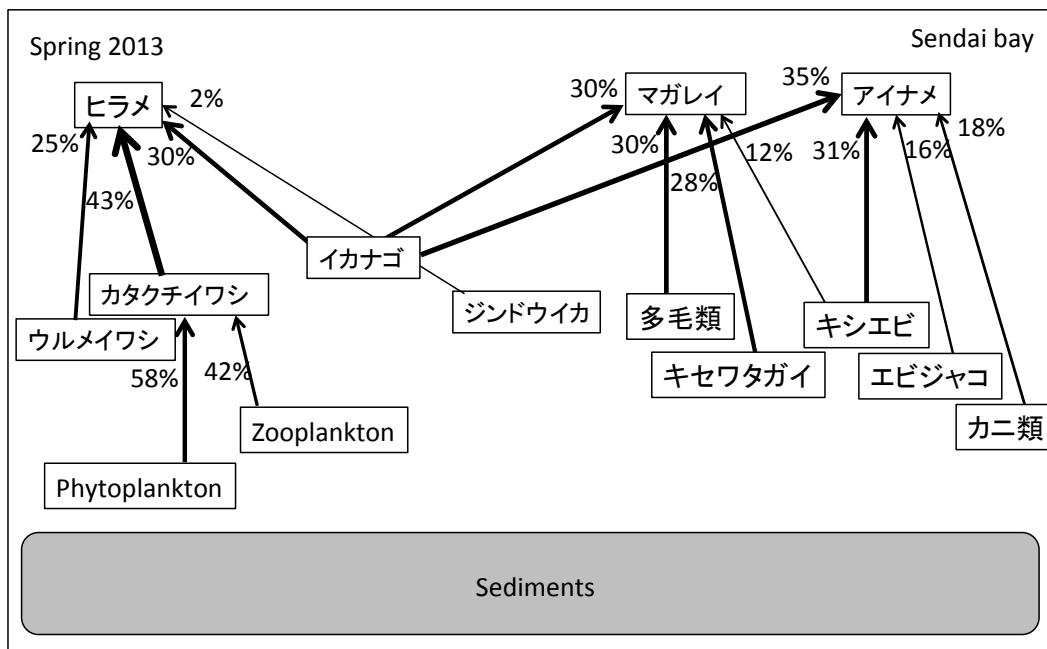 Spring 2013
Sendai bay
ヒラメ
2%
30%
マガレイ
35%
アイナメ
25%
30%
30%
12%
31%
16%
18%
43%
28%
イカナゴ
カタクチイワシ
ジンドウイカ
多毛類
キシエビ
ウルメイワシ
58%
42%
キセワタガイ
エビジャコ
Zooplankton
カニ類
Phytoplankton
Sediments